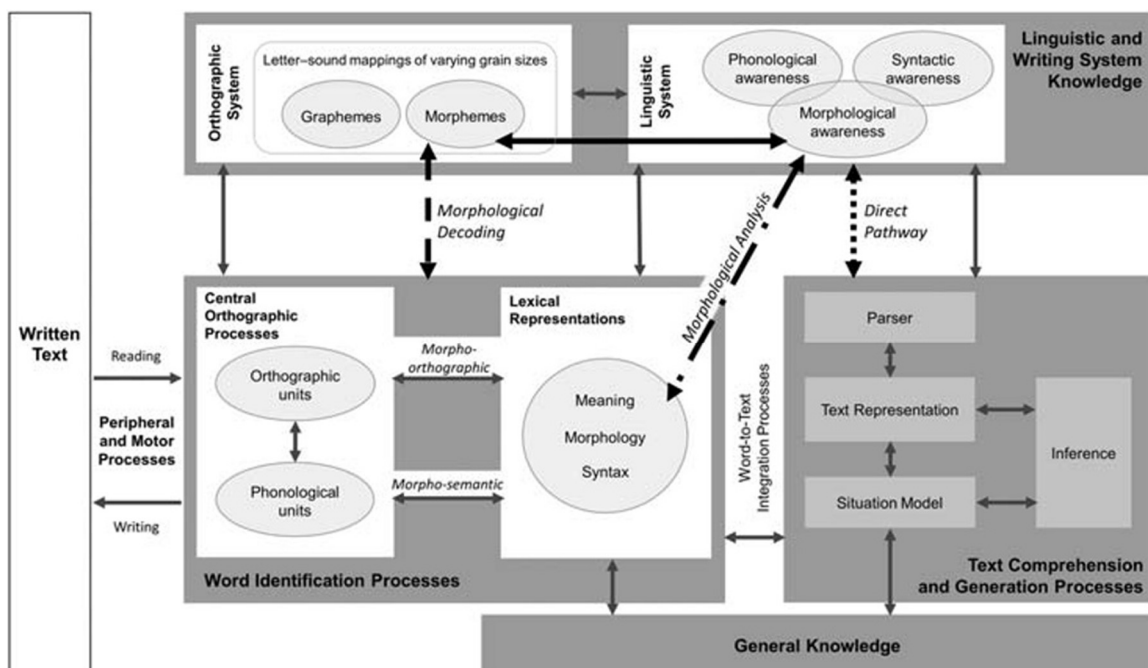 Written
Text
Reading
Peripheral
and Motor
Processes
Writing
Orthographic
System
Letter–sound mappings of varying grain sizes
Graphemes
Morphemes
Linguistic
System
Phonological
awareness
Syntactic
awareness
Morphological
awareness
Linguistic and
Writing System
Knowledge
Morphological
Decoding
Morphological Analysis
Direct
Pathway
Central
Orthographic
Processes
Orthographic
units
Phonological
units
Morpho-
orthographic
Morpho-semantic
Lexical
Representations
Meaning
Morphology
Syntax
Word Identification Processes
Word-to-Text
Integration Processes
Parser
Text Representation
Situation Model
Inference
Text Comprehension
and Generation Processes
General Knowledge